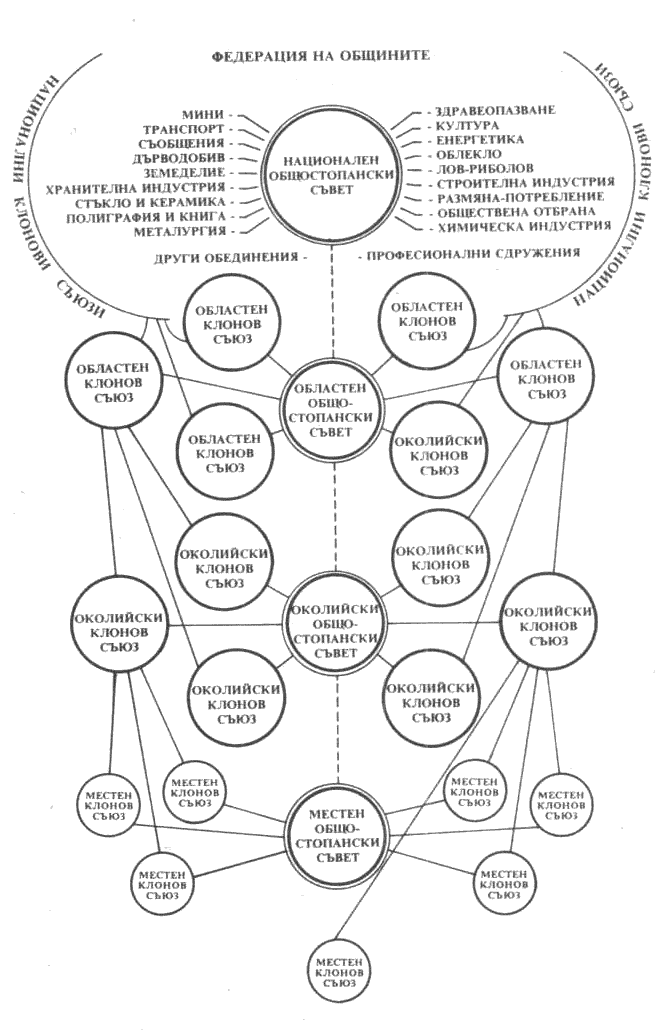 ФЕДЕРАЦИЯ НА ОБЩИНИТЕ
НАЦИОНАЛНИ КЛОНОВИ СЪЮЗИ
НАЦИОНАЛНИ КЛОНОВИ СЪЮЗИ
МИНИ -
ТРАНСПОРТ -
СЪОБЩЕНИЯ -
ДЪРВОДОБИВ -
ЗЕМЕДЕЛИЕ -
ХРАНИТЕЛНА ИНДУСТРИЯ -
СТЪКЛО И КЕРАМИКА -
ПОЛИГРАФИЯ И КНИГА -
МЕТАЛУРГИЯ -
ДРУГИ ОБЕДИНЕНИЯ -
НАЦИОНАЛЕН
ОБЩОСТОПАНСКИ
СЪВЕТ
- ЗДРАВЕОПАЗВАНЕ
- КУЛТУРА
- ЕНЕРГЕТИКА
- ОБЛЕКЛО
- ЛОВ-РИБОЛОВ
- СТРОИТЕЛНА ИНДУСТРИЯ
- РАЗМЯНА-ПОТРЕБЛЕНИЕ
- ОБЩЕСТВЕНА ОТБРАНА
- ХИМИЧЕСКА ИНДУСТРИЯ
- ПРОФЕСИОНАЛНИ СДРУЖЕНИЯ
ОБЛАСТЕН
КЛОНОВ
СЪЮЗ
ОБЛАСТЕН
КЛОНОВ
СЪЮЗ
ОБЛАСТЕН
КЛОНОВ
СЪЮЗ
ОБЛАСТЕН
ОБЩО-
СТОПАНСКИ
СЪВЕТ
ОБЛАСТЕН
КЛОНОВ
СЪЮЗ
ОБЛАСТЕН
КЛОНОВ
СЪЮЗ
ОКОЛИЙСКИ
КЛОНОВ
СЪЮЗ
ОКОЛИЙСКИ
КЛОНОВ
СЪЮЗ
ОКОЛИЙСКИ
КЛОНОВ
СЪЮЗ
ОКОЛИЙСКИ
КЛОНОВ
СЪЮЗ
ОКОЛИЙСКИ
ОБЩО-
СТОПАНСКИ
СЪВЕТ
ОКОЛИЙСКИ
КЛОНОВ
СЪЮЗ
ОКОЛИЙСКИ
КЛОНОВ
СЪЮЗ
ОКОЛИЙСКИ
КЛОНОВ
СЪЮЗ
МЕСТЕН
КЛОНОВ
СЪЮЗ
МЕСТЕН
КЛОНОВ
СЪЮЗ
МЕСТЕН
ОБЩО-
СТОПАНСКИ
СЪВЕТ
МЕСТЕН
КЛОНОВ
СЪЮЗ
МЕСТЕН
КЛОНОВ
СЪЮЗ
МЕСТЕН
КЛОНОВ
СЪЮЗ
МЕСТЕН
КЛОНОВ
СЪЮЗ
МЕСТЕН
КЛОНОВ
СЪЮЗ